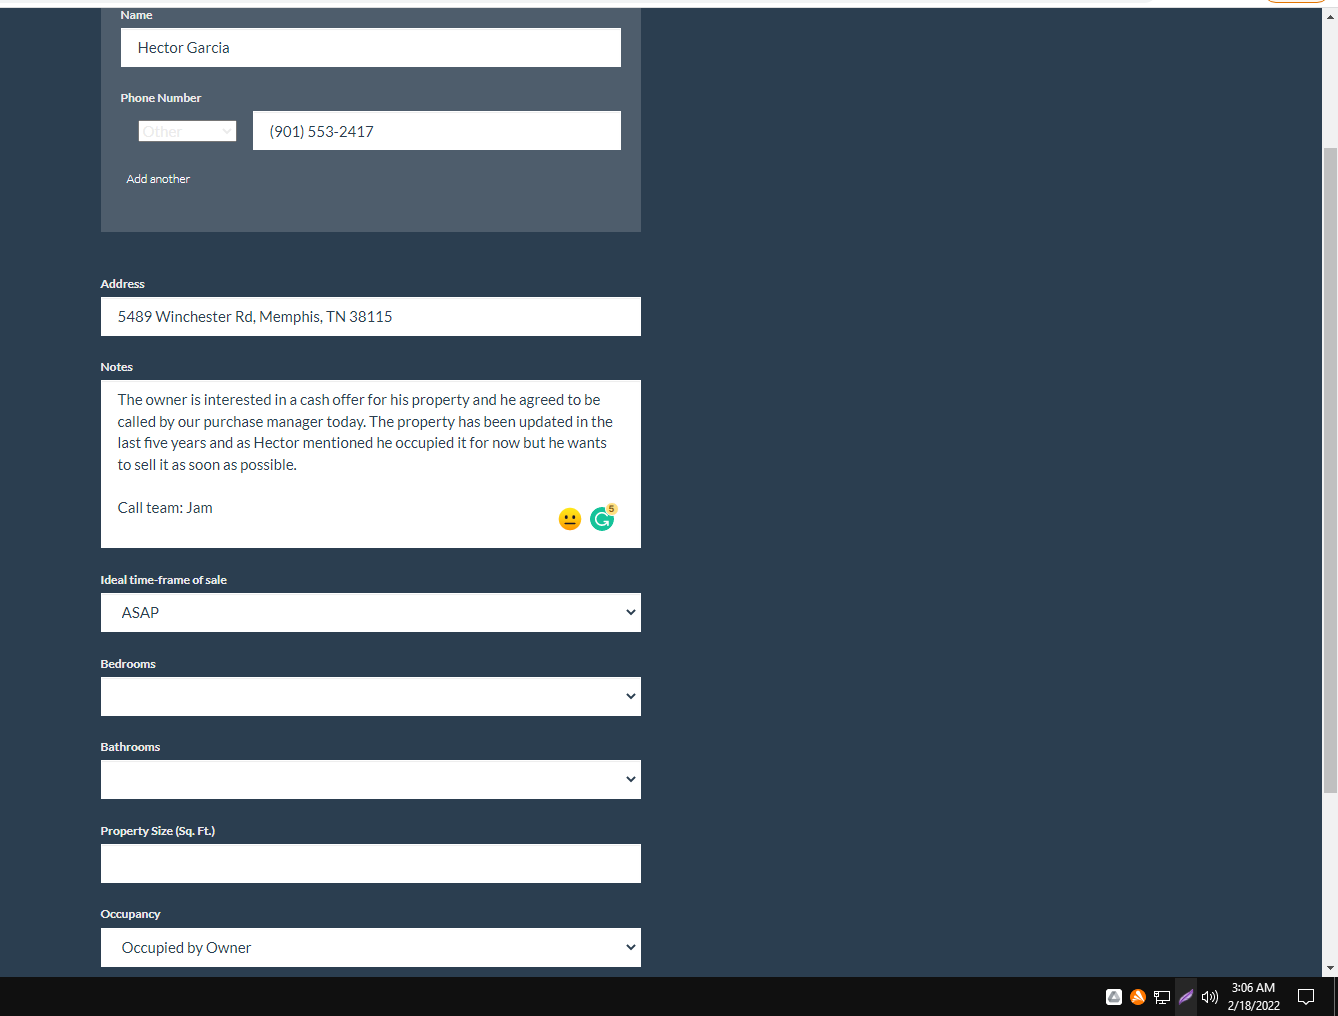 Name
Hector Garcia
Phone Number
Other
(901) 553-2417
Add another
Address
5489 Winchester Rd, Memphis, TN 38115
Notes
The owner is interested in a cash offer for his property and he agreed to be
called by our purchase manager today. The property has been updated in the
last five years and as Hector mentioned he occupied it for now but he wants
to sell it as soon as possible.
Call team: Jam
5
Ideal time-frame of sale
ASAP
Bedrooms
Bathrooms
Property Size (Sq. Ft.)
Occupancy
Occupied by Owner
3:06 AM
2/18/2022